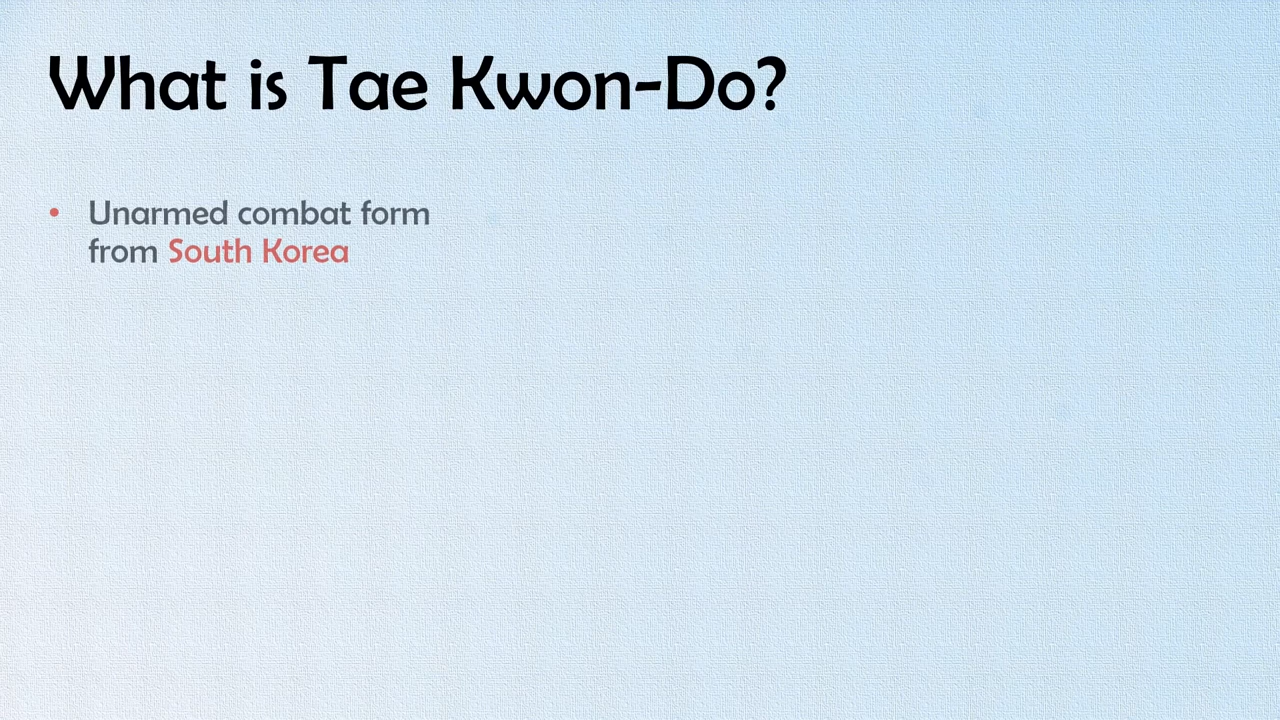 What is Tae Kwon-Do?
• Unarmed combat form
from South Korea